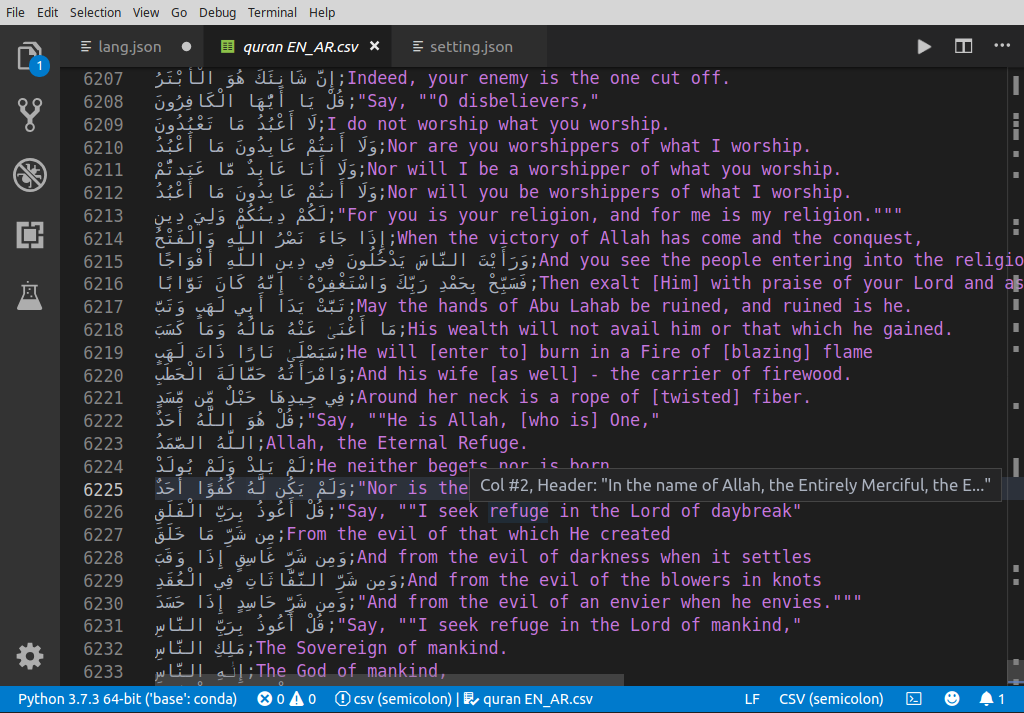 File Edit Selection View Go Debug Terminal Help
lang.json ● quran EN_AR.csv × setting.json
1
6207 إِنَّ شَانِئَكَ هُوَ الْأَبْتَرُ;Indeed, your enemy is the one cut off.
6208 قُلْ يَا أَيُّهَا الْكَافِرُونَ;"Say, ""O disbelievers,"
6209 لَا أَعْبُدُ مَا تَعْبُدُونَ;I do not worship what you worship.
6210 وَلَا أَنتُمْ عَابِدُونَ مَا أَعْبُدُ;Nor are you worshippers of what I worship.
6211 وَلَا أَنَا عَابِدٌ مَّا عَبَدتُّمْ;Nor will I be a worshipper of what you worship.
6212 وَلَا أَنتُمْ عَابِدُونَ مَا أَعْبُدُ;Nor will you be worshippers of what I worship.
6213 لَكُمْ دِينُكُمْ وَلِيَ دِينِ;"For you is your religion, and for me is my religion."""
6214 إِذَا جَاءَ نَصْرُ اللَّهِ وَالْفَتْحُ;When the victory of Allah has come and the conquest,
6215 وَرَأَيْتَ النَّاسَ يَدْخُلُونَ فِي دِينِ اللَّهِ أَفْوَاجًا;And you see the people entering into the religio
6216 فَسَبِّحْ بِحَمْدِ رَبِّكَ وَاسْتَغْفِرْهُ ۚ إِنَّهُ كَانَ تَوَّابًا;Then exalt [Him] with praise of your Lord and as
6217 تَبَّتْ يَدَا أَبِي لَهَبٍ وَتَبَّ;May the hands of Abu Lahab be ruined, and ruined is he.
6218 مَا أَغْنَىٰ عَنْهُ مَالُهُ وَمَا كَسَبَ;His wealth will not avail him or that which he gained.
6219 سَيَصْلَىٰ نَارًا ذَاتَ لَهَبٍ;He will [enter to] burn in a Fire of [blazing] flame
6220 وَامْرَأَتُهُ حَمَّالَةَ الْحَطَبِ;And his wife [as well] - the carrier of firewood.
6221 فِي جِيدِهَا حَبْلٌ مِّن مَّسَدٍ;Around her neck is a rope of [twisted] fiber.
6222 قُلْ هُوَ اللَّهُ أَحَدٌ;"Say, ""He is Allah, [who is] One,"
6223 اللَّهُ الصَّمَدُ;Allah, the Eternal Refuge.
6224 لَمْ يَلِدْ وَلَمْ يُولَدْ;He neither begets nor is born
6225 وَلَمْ يَكُن لَّهُ كُفُوًا أَحَدٌ;"Nor is the
Col #2, Header: "In the name of Allah, the Entirely Merciful, the E..."
6226 قُلْ أَعُوذُ بِرَبِّ الْفَلَقِ;"Say, ""I seek refuge in the Lord of daybreak"
6227 مِن شَرِّ مَا خَلَقَ;From the evil of that which He created
6228 وَمِن شَرِّ غَاسِقٍ إِذَا وَقَبَ;And from the evil of darkness when it settles
6229 وَمِن شَرِّ النَّفَّاثَاتِ فِي الْعُقَدِ;And from the evil of the blowers in knots
6230 وَمِن شَرِّ حَاسِدٍ إِذَا حَسَدَ;"And from the evil of an envier when he envies."""
6231 قُلْ أَعُوذُ بِرَبِّ النَّاسِ;"Say, ""I seek refuge in the Lord of mankind,"
6232 مَلِكِ النَّاسِ;The Sovereign of mankind.
6233 إِلَٰهِ النَّاسِ;The God of mankind,
Python 3.7.3 64-bit ('base': conda) 0 0 csv (semicolon) | quran EN_AR.csv LF CSV (semicolon) 1